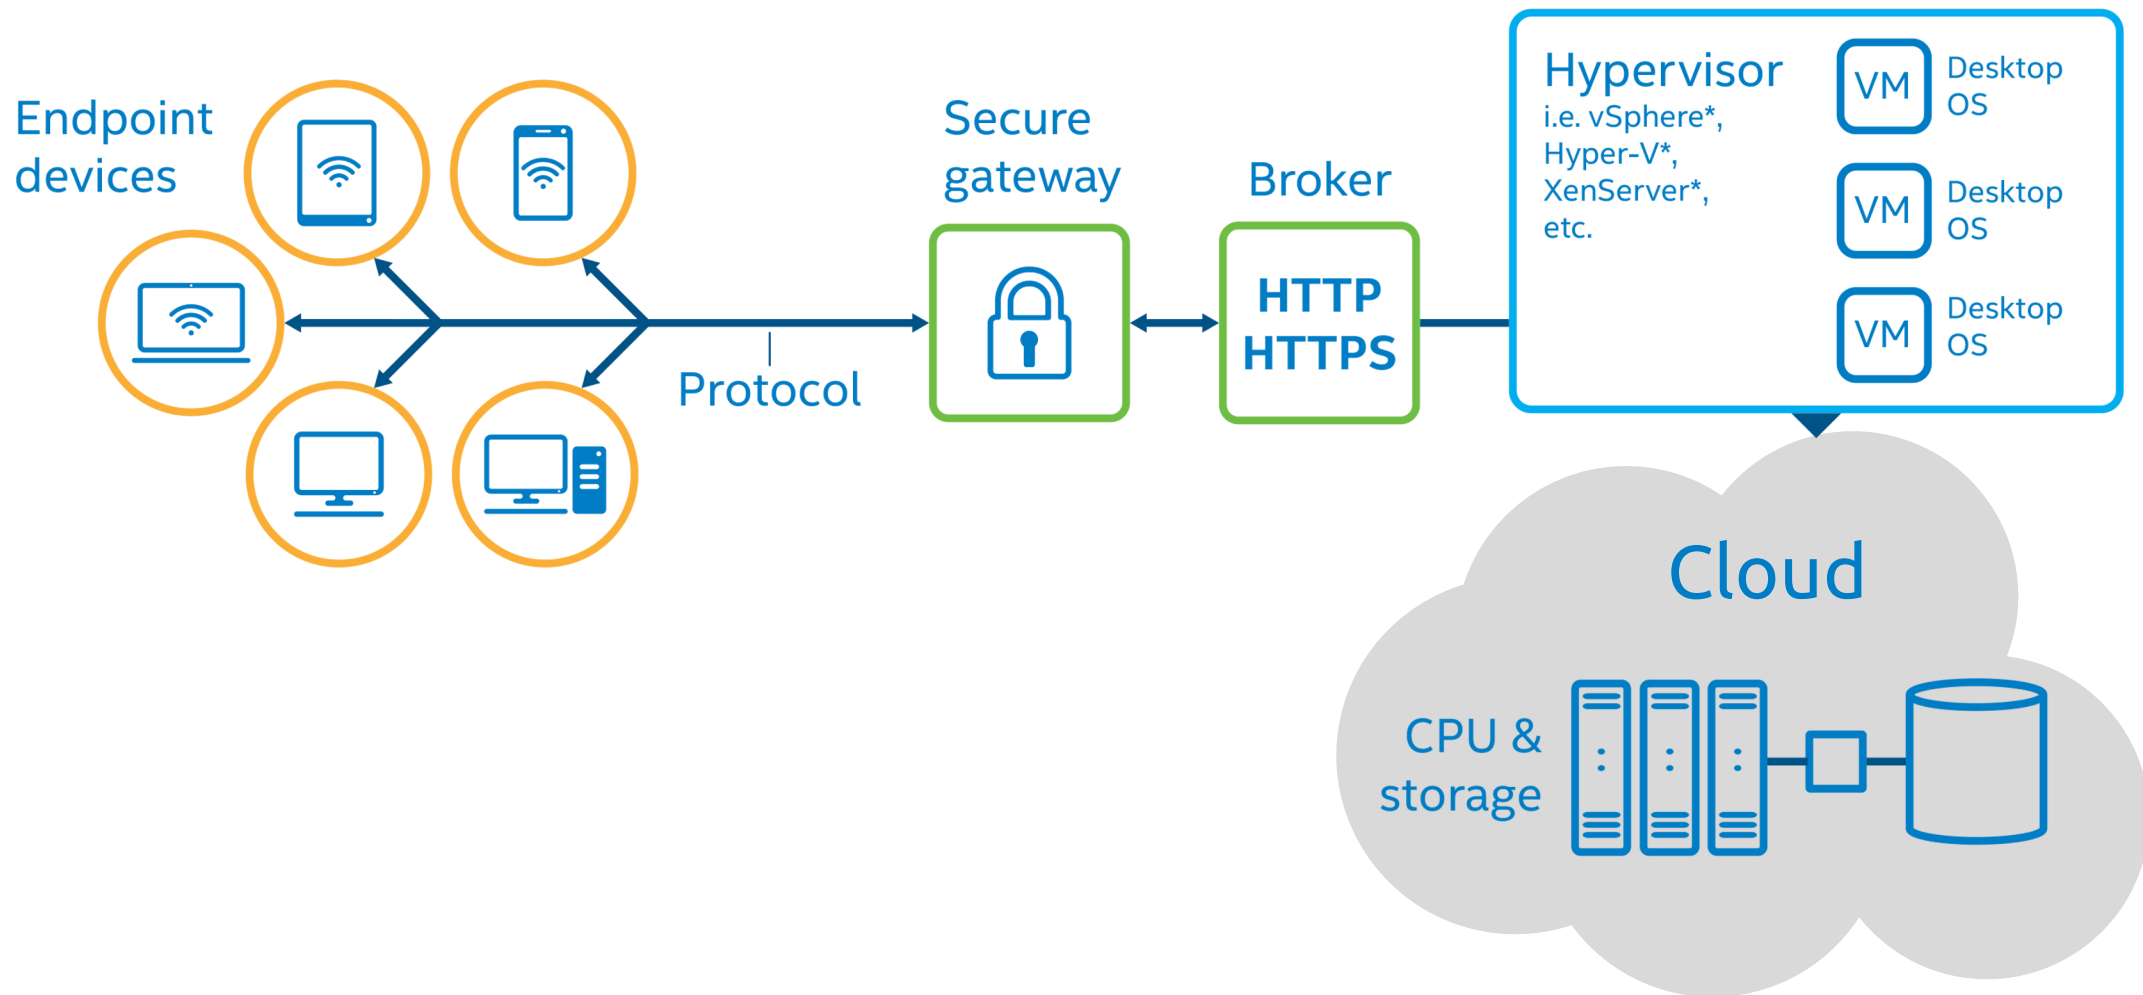 Endpoint
devices
Protocol
Secure
gateway
Broker
HTTP
HTTPS
Hypervisor
i.e. vSphere*,
Hyper-V*,
XenServer*,
etc.
VM
Desktop
OS
VM
Desktop
OS
VM
Desktop
OS
Cloud
CPU &
storage